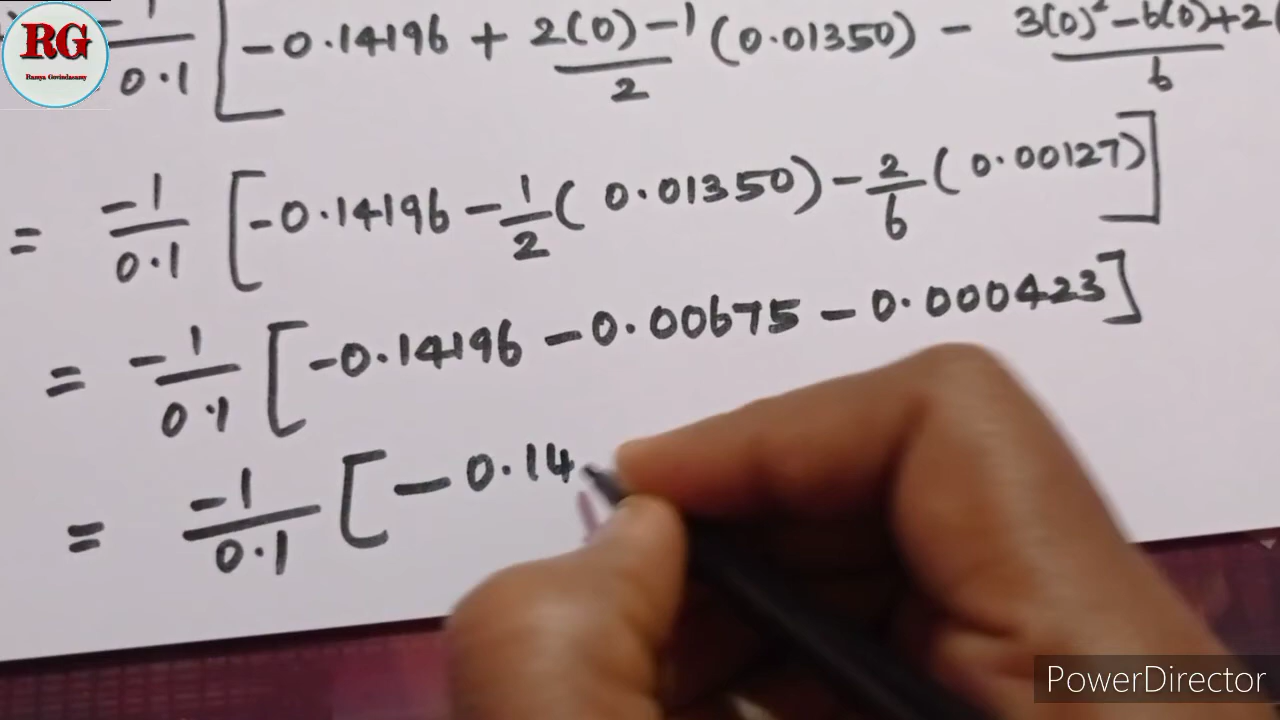 RG
Ramya Govindasamy
-1/0.1 [-0.14196 + 2(0)-1/2 (0.01350) - 3(0)²-6(0)+2/6 (
= -1/0.1 [-0.14196 - 1/2 (0.01350) - 2/6 (0.00127)]
= -1/0.1 [-0.14196 - 0.00675 - 0.000423]
= -1/0.1 [-0.14
PowerDirector